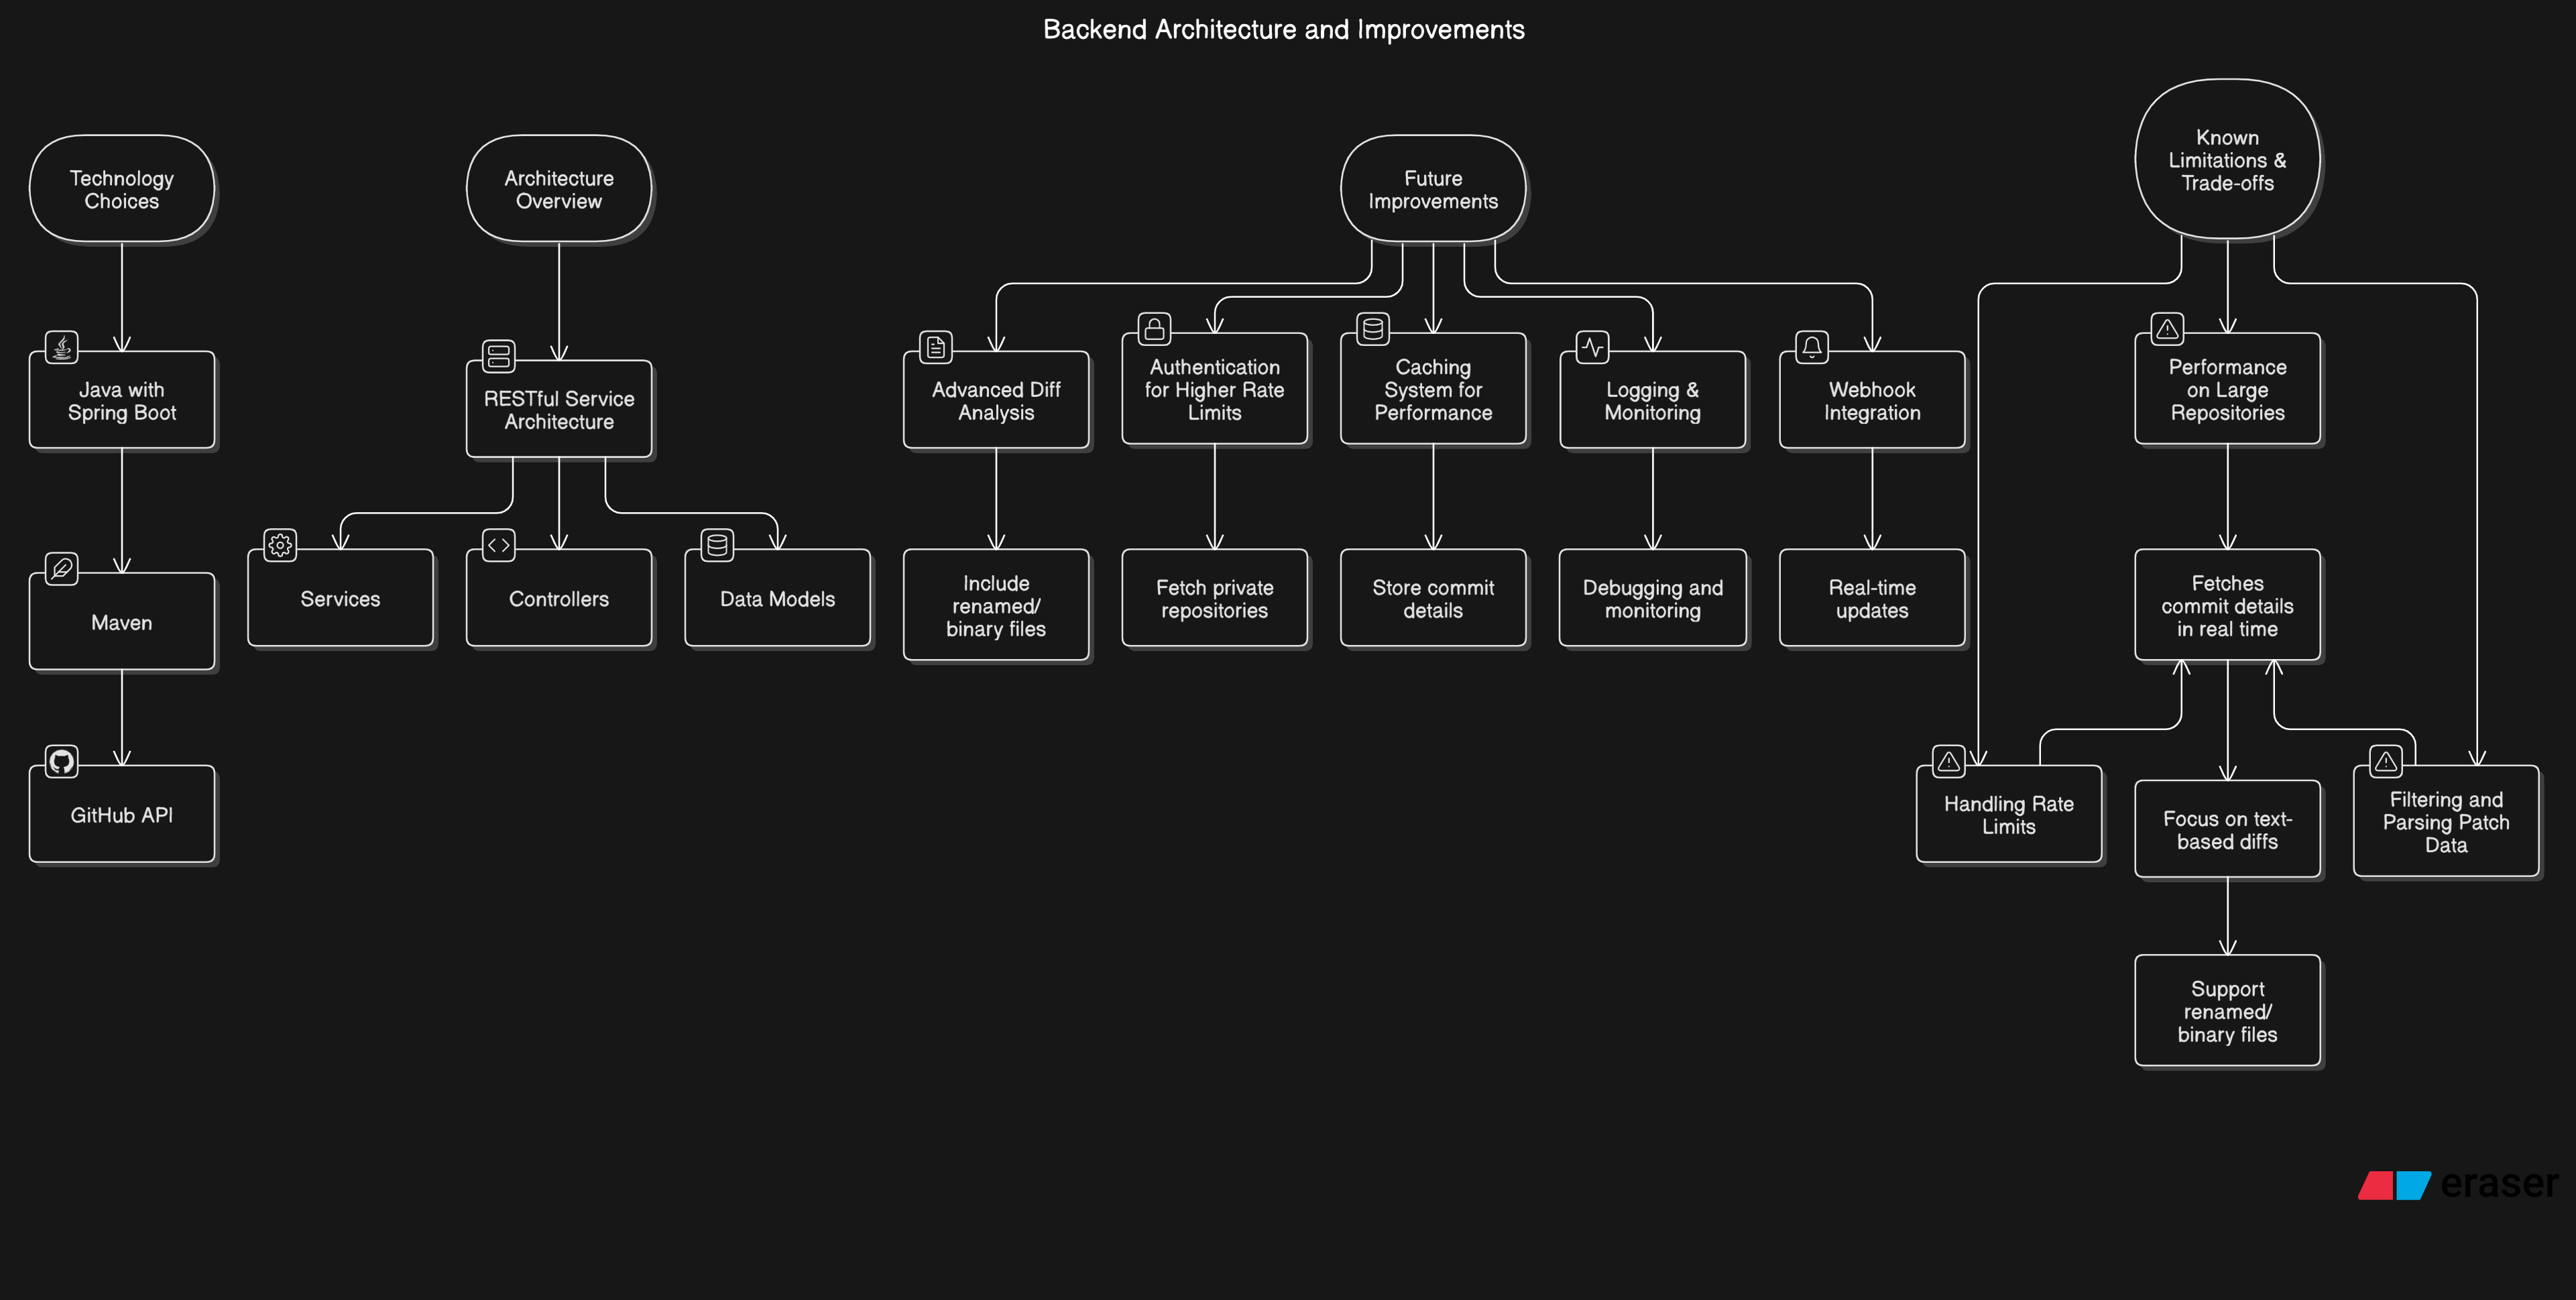 Backend Architecture and Improvements
Technology
Choices
Java with
Spring Boot
Maven
GitHub API
Architecture
Overview
RESTful Service
Architecture
Services
Controllers
Data Models
Future
Improvements
Advanced Diff
Analysis
Include
renamed/
binary files
Authentication
for Higher Rate
Limits
Fetch private
repositories
Caching
System for
Performance
Store commit
details
Logging &
Monitoring
Debugging and
monitoring
Webhook
Integration
Real-time
updates
Known
Limitations &
Trade-offs
Performance
on Large
Repositories
Fetches
commit details
in real time
Handling Rate
Limits
Focus on text-
based diffs
Filtering and
Parsing Patch
Data
Support
renamed/
binary files
eraser